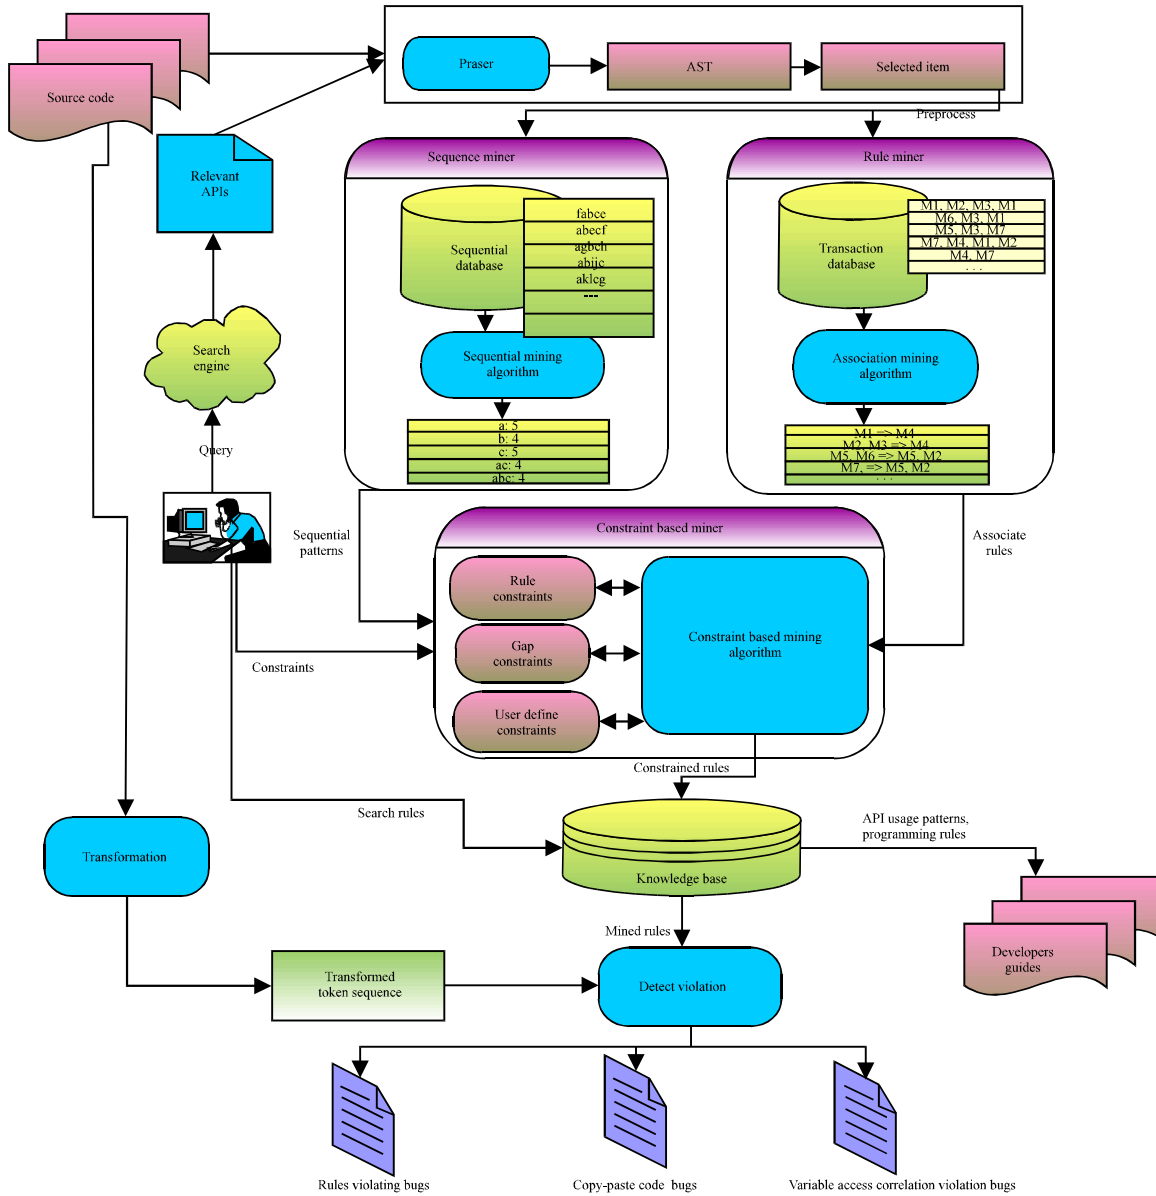 Source code
Praser
AST
Selected item
Preprocess
Relevant
APIs
Sequence miner
Sequential
database
fabce
abecf
agbch
abijc
aklcg
---
Sequential mining
algorithm
a: 5
b: 4
c: 5
ac: 4
abc: 4
Rule miner
Transaction
database
M1, M2, M3, M1
M6, M3, M1
M5, M3, M7
M7, M4, M1, M2
M4, M7
. . .
Association mining
algorithm
M1 => M4
M2, M3 => M4
M5, M6 => M5, M2
M7, => M5, M2
. . .
Search
engine
Query
Sequential
patterns
Associate
rules
Constraint based miner
Rule
constraints
Gap
constraints
User define
constraints
Constraint based mining
algorithm
Constraints
Constrained rules
Search rules
Knowledge base
API usage patterns,
programming rules
Developers
guides
Transformation
Mined rules
Transformed
token sequence
Detect violation
Rules violating bugs
Copy-paste code bugs
Variable access correlation violation bugs